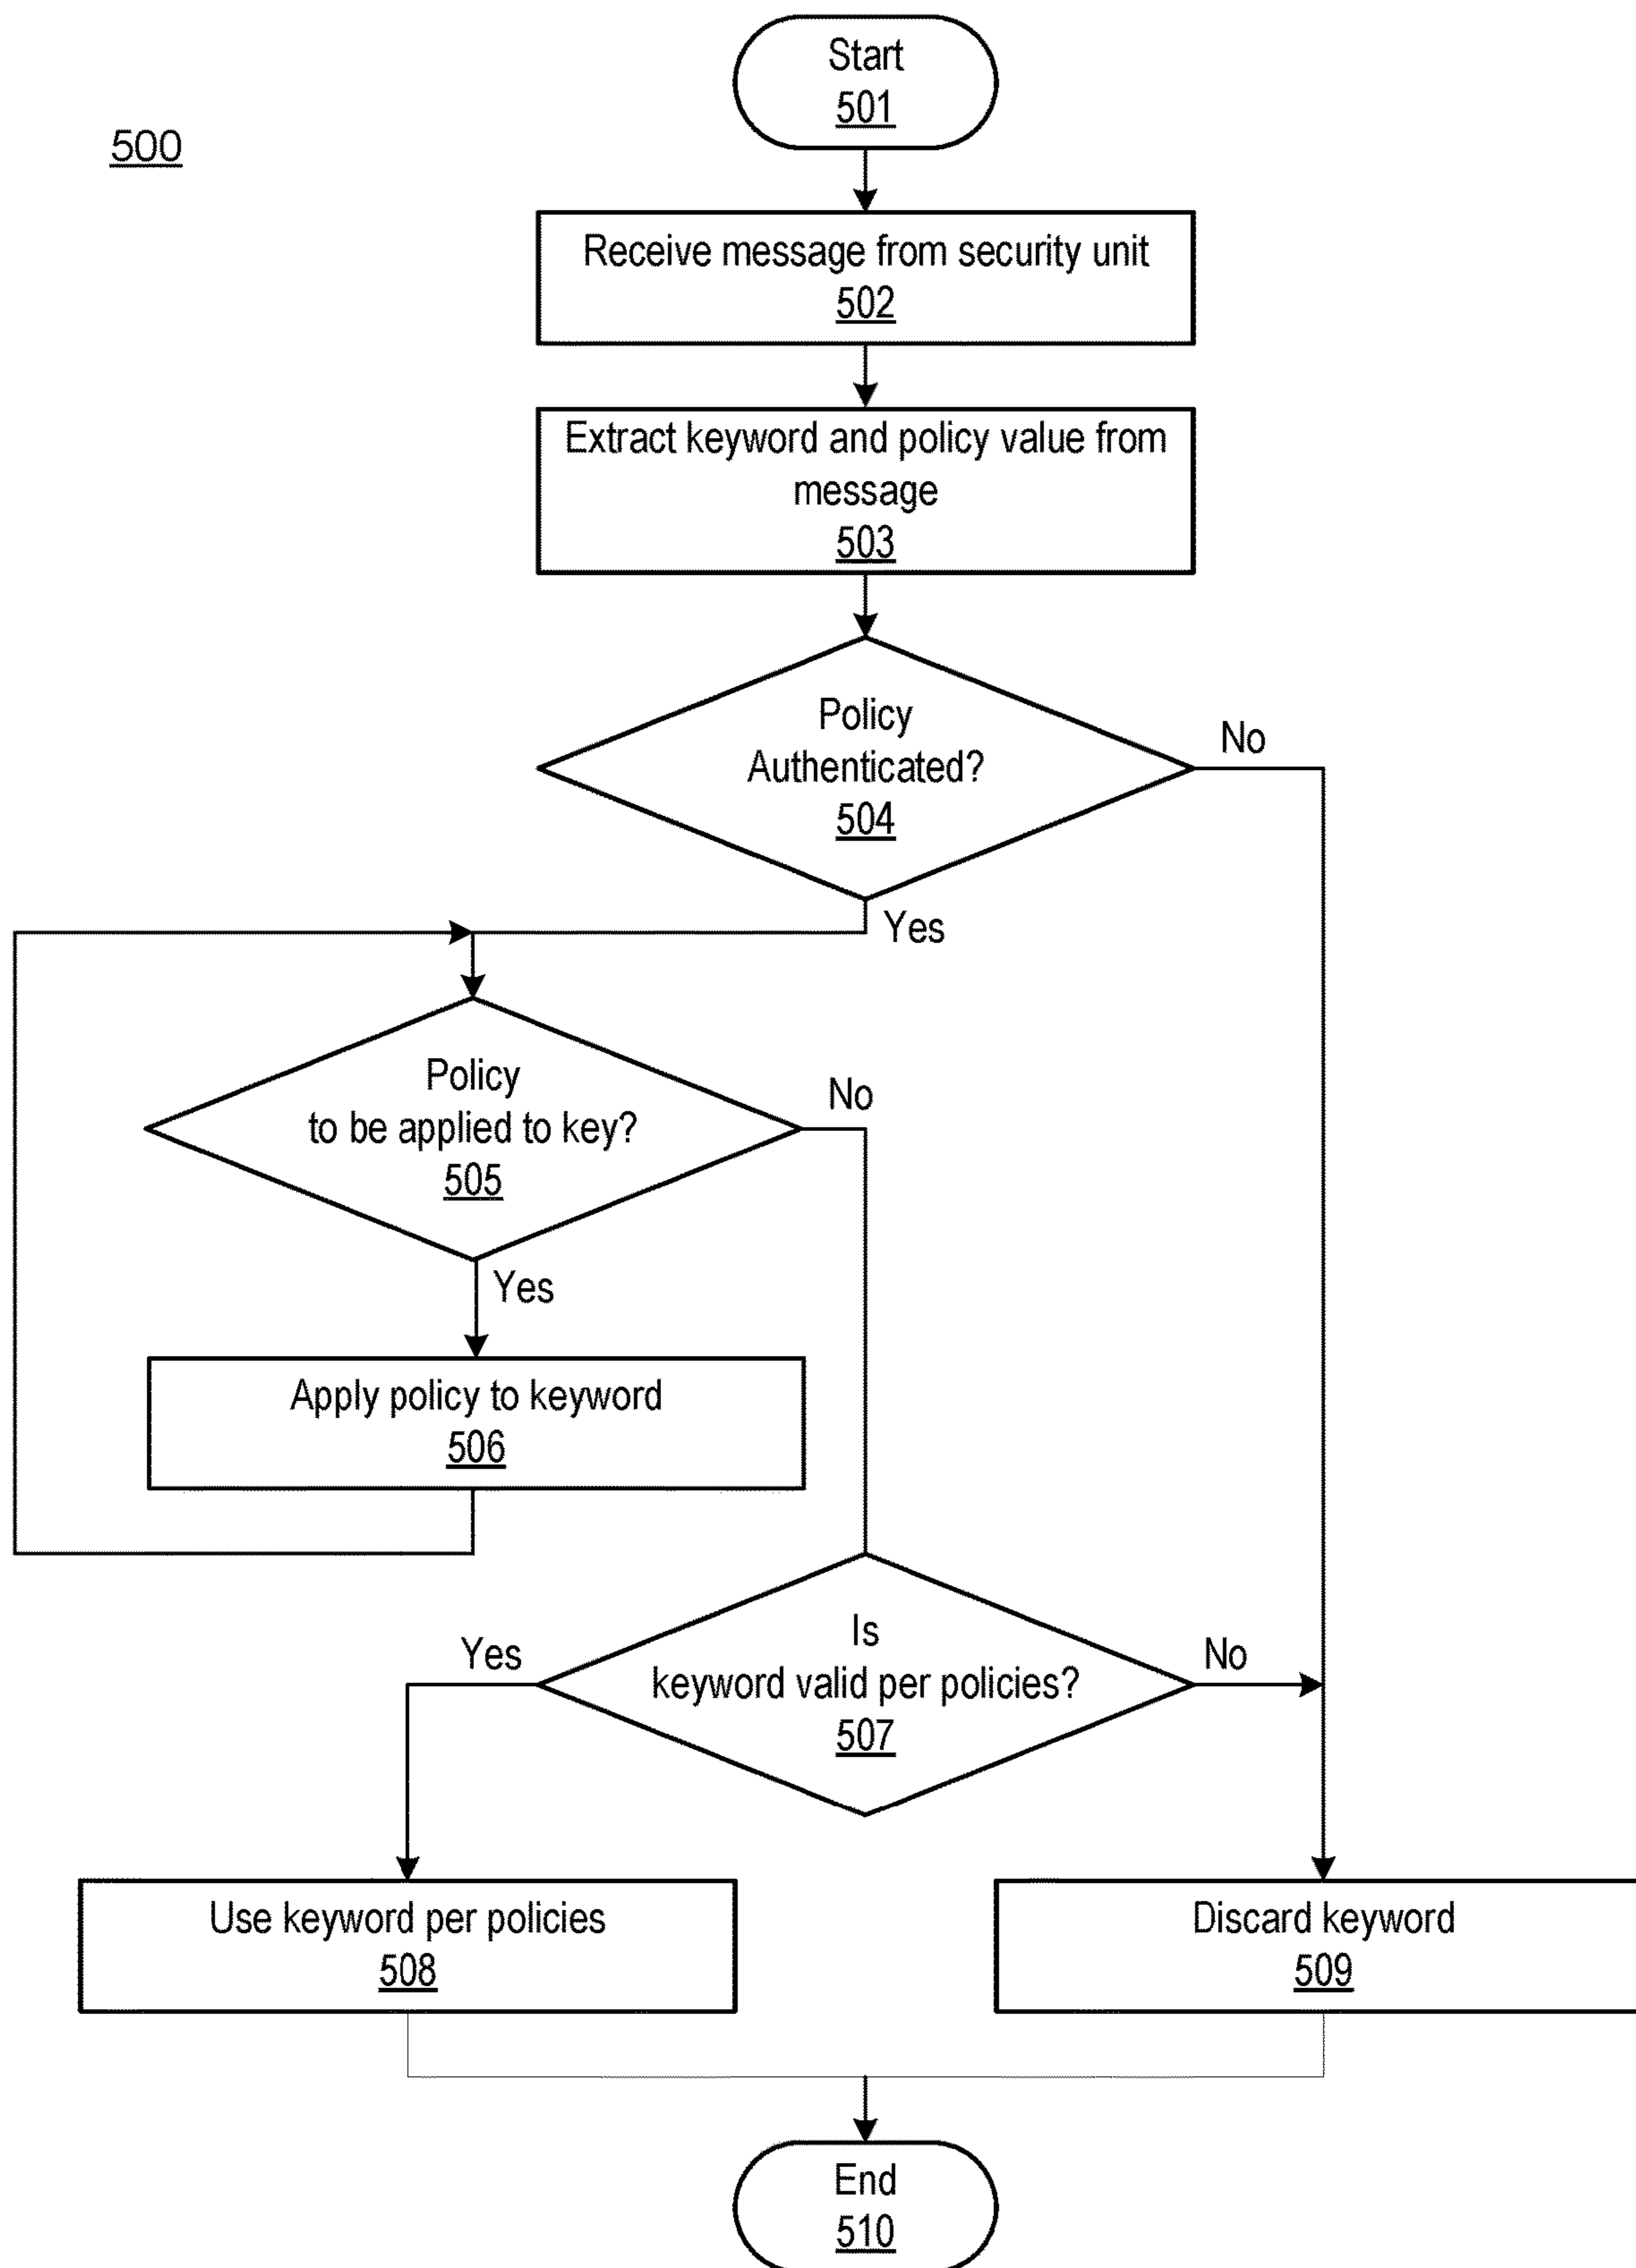 Start
501
500
Receive message from security unit
502
Extract keyword and policy value from
message
503
Policy
Authenticated?
504
No
Yes
Policy
to be applied to key?
505
No
Yes
Apply policy to keyword
506
Is
keyword valid per policies?
507
Yes
No
Use keyword per policies
508
Discard keyword
509
End
510